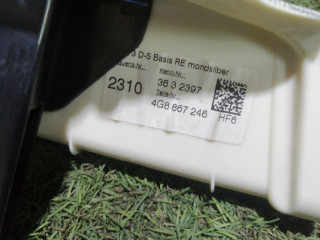 D-S Basis RE mondsilber
2310
36 3 2397
4G8 867 246
HF6